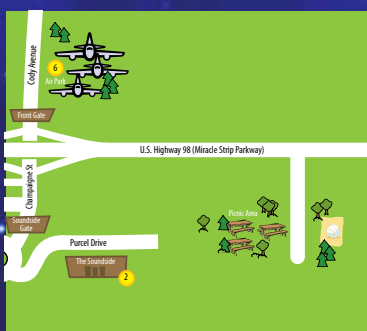 Cody Avenue
6
Air Park
Front Gate
U.S. Highway 98 (Miracle Strip Parkway)
Champaigne St
Picnic Area
Soundside
Gate
Purcel Drive
The Soundside
2